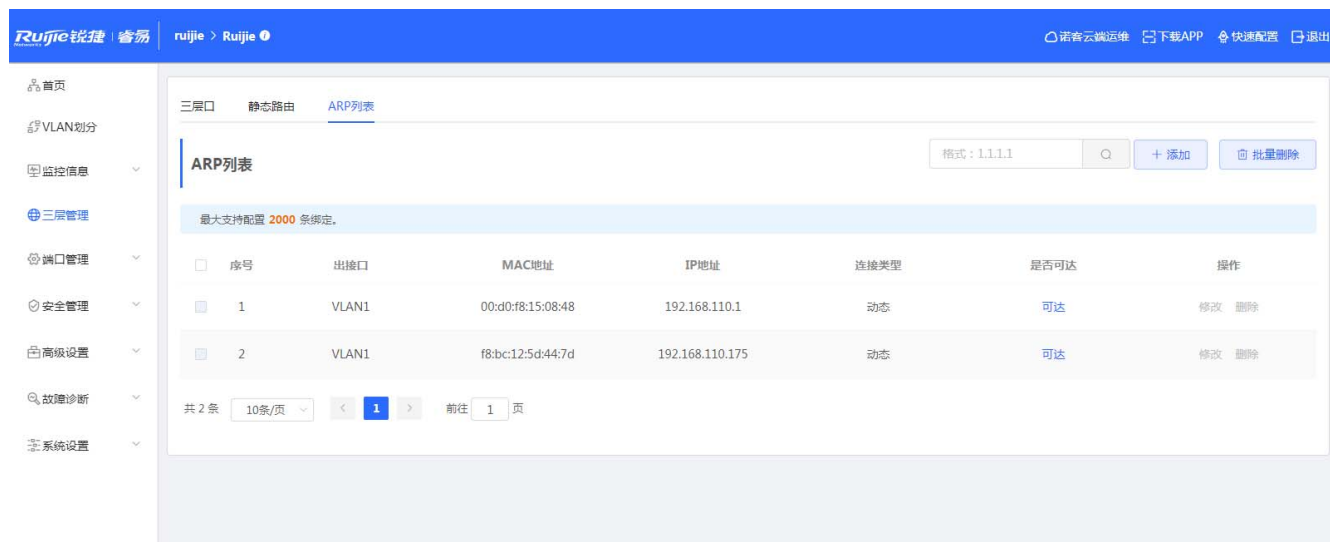 Ruijie锐捷 睿易 ruijie > Ruijie 诺客云端运维 下载APP 快速配置 退出
Networks
首页
VLAN划分
监控信息
三层管理
端口管理
安全管理
高级设置
故障诊断
系统设置
三层口 静态路由 ARP列表
ARP列表 格式：1.1.1.1 + 添加 批量删除
最大支持配置 2000 条绑定。
序号 出接口 MAC地址 IP地址 连接类型 是否可达 操作
1 VLAN1 00:d0:f8:15:08:48 192.168.110.1 动态 可达 修改 删除
2 VLAN1 f8:bc:12:5d:44:7d 192.168.110.175 动态 可达 修改 删除
共 2 条 10条/页 < 1 > 前往 1 页